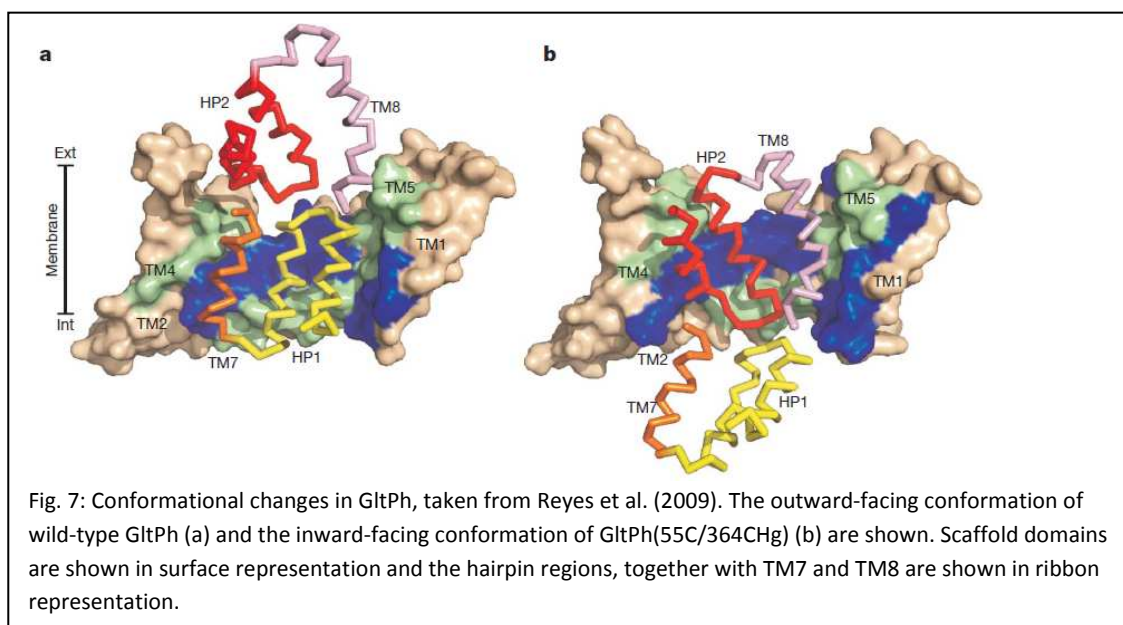 a
b
HP2
TM8
TM8
HP2
Ext
TM5
TM5
Membrane
TM1
TM1
TM4
TM4
Int
TM2
TM2
TM7
HP1
HP1
TM7
Fig. 7: Conformational changes in GltPh, taken from Reyes et al. (2009). The outward-facing conformation of
wild-type GltPh (a) and the inward-facing conformation of GltPh(55C/364CHg) (b) are shown. Scaffold domains
are shown in surface representation and the hairpin regions, together with TM7 and TM8 are shown in ribbon
representation.